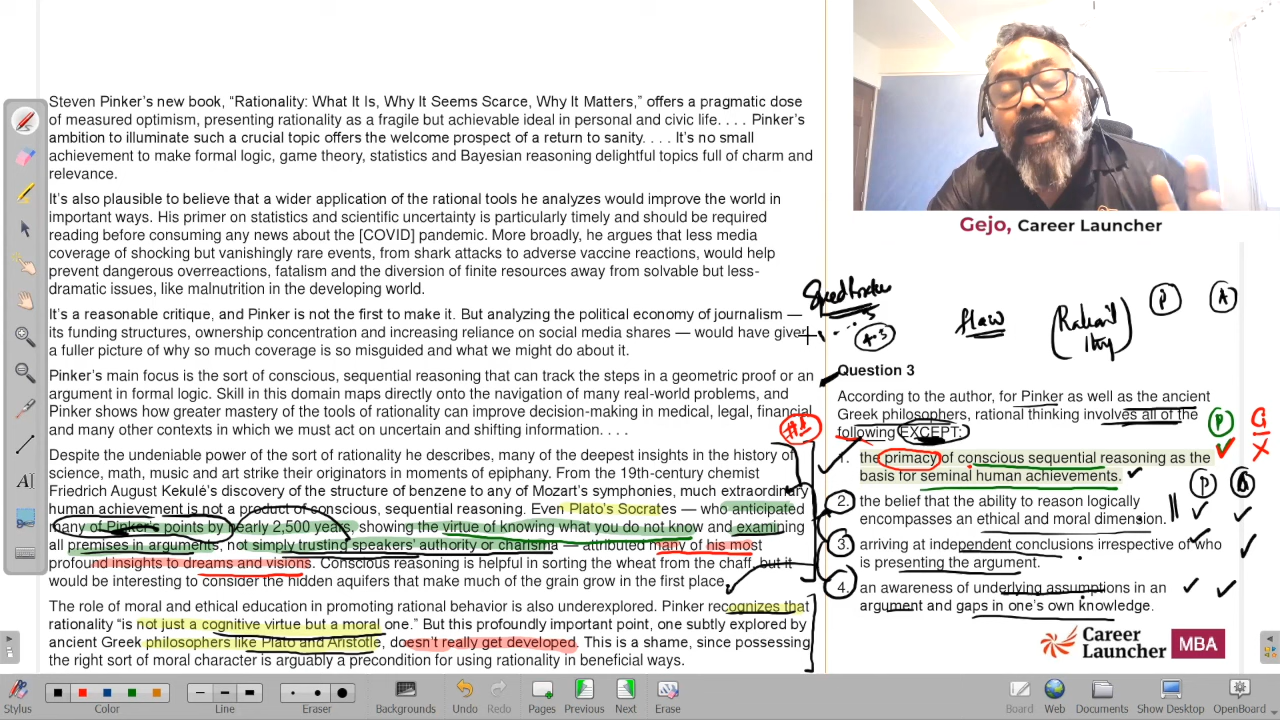 Steven Pinker's new book, "Rationality: What It Is, Why It Seems Scarce, Why It Matters," offers a pragmatic dose
of measured optimism, presenting rationality as a fragile but achievable ideal in personal and civic life. . . . Pinker's
ambition to illuminate such a crucial topic offers the welcome prospect of a return to sanity. . . . It's no small
achievement to make formal logic, game theory, statistics and Bayesian reasoning delightful topics full of charm and
relevance.
It's also plausible to believe that a wider application of the rational tools he analyzes would improve the world in
important ways. His primer on statistics and scientific uncertainty is particularly timely and should be required
reading before consuming any news about the [COVID] pandemic. More broadly, he argues that less media
coverage of shocking but vanishingly rare events, from shark attacks to adverse vaccine reactions, would help
prevent dangerous overreactions, fatalism and the diversion of finite resources away from solvable but less-
dramatic issues, like malnutrition in the developing world.
It's a reasonable critique, and Pinker is not the first to make it. But analyzing the political economy of journalism —
its funding structures, ownership concentration and increasing reliance on social media shares — would have given
a fuller picture of why so much coverage is so misguided and what we might do about it.
Pinker's main focus is the sort of conscious, sequential reasoning that can track the steps in a geometric proof or an
argument in formal logic. Skill in this domain maps directly onto the navigation of many real-world problems, and
Pinker shows how greater mastery of the tools of rationality can improve decision-making in medical, legal, financial
and many other contexts in which we must act on uncertain and shifting information. . . .
Despite the undeniable power of the sort of rationality he describes, many of the deepest insights in the history of
science, math, music and art strike their originators in moments of epiphany. From the 19th-century chemist
Friedrich August Kekulé's discovery of the structure of benzene to any of Mozart's symphonies, much extraordinary
human achievement is not a product of conscious, sequential reasoning. Even Plato's Socrates — who anticipated
many of Pinker's points by nearly 2,500 years, showing the virtue of knowing what you do not know and examining
all premises in arguments, not simply trusting speakers' authority or charisma — attributed many of his most
profound insights to dreams and visions. Conscious reasoning is helpful in sorting the wheat from the chaff, but it
would be interesting to consider the hidden aquifers that make much of the grain grow in the first place.
The role of moral and ethical education in promoting rational behavior is also underexplored. Pinker recognizes that
rationality "is not just a cognitive virtue but a moral one." But this profoundly important point, one subtly explored by
ancient Greek philosophers like Plato and Aristotle, doesn't really get developed. This is a shame, since possessing
the right sort of moral character is arguably a precondition for using rationality in beneficial ways.
#1
Gejo, Career Launcher
flaw
P
A
Question 3
According to the author, for Pinker as well as the ancient
Greek philosophers, rational thinking involves all of the
following EXCEPT:
P
G
X
1. the primacy of conscious sequential reasoning as the
basis for seminal human achievements.
P
2. the belief that the ability to reason logically
encompasses an ethical and moral dimension.
3. arriving at independent conclusions irrespective of who
is presenting the argument.
4. an awareness of underlying assumptions in an
argument and gaps in one's own knowledge.
Career
Launcher
MBA
Stylus
Color
Line
Eraser
Backgrounds
Undo
Redo
Pages
Previous
Next
Erase
Board
Web
Documents
Show Desktop
OpenBoard